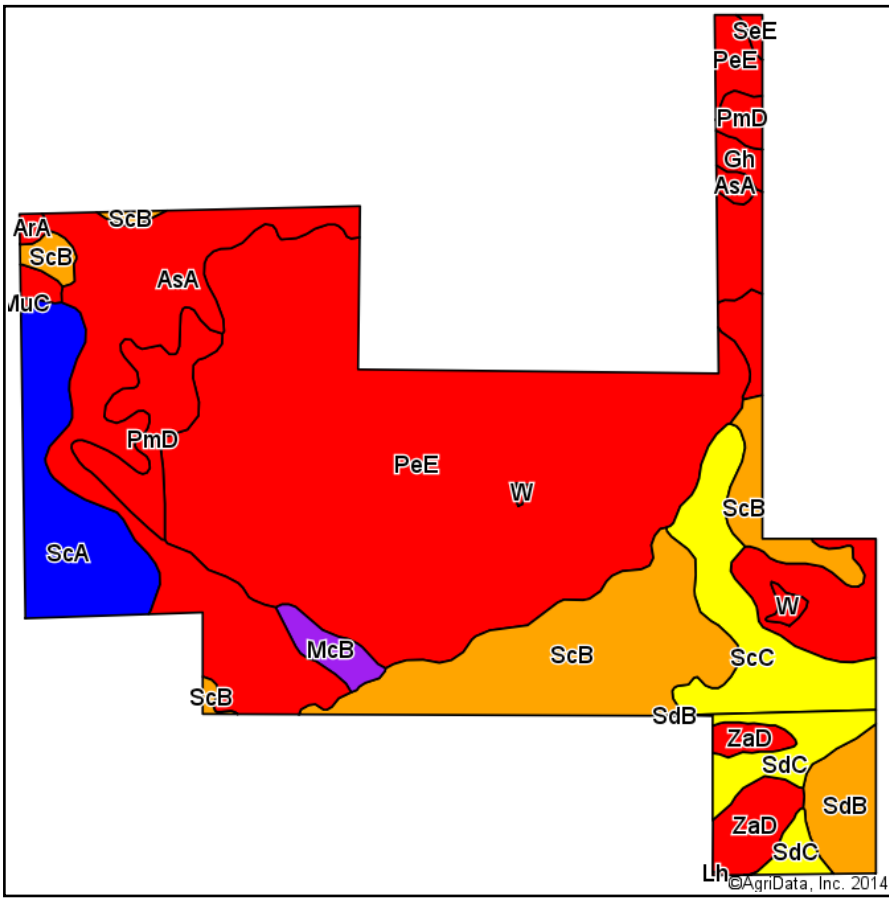 SeE
PeE
PmD
Gh
AsA
ScB
ArA
ScB
AsA
MuC
PmD
PeE
W
ScB
ScA
W
McB
ScB
ScC
ScB
SdB
ZaD
SdC
SdB
ZaD
SdC
Lh
©AgriData, Inc. 2014